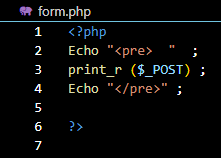 form.php
1 <?php
2 Echo "<pre>  "  ;
3 print_r ($_POST) ;
4 Echo "</pre>" ;
5
6 ?>
7